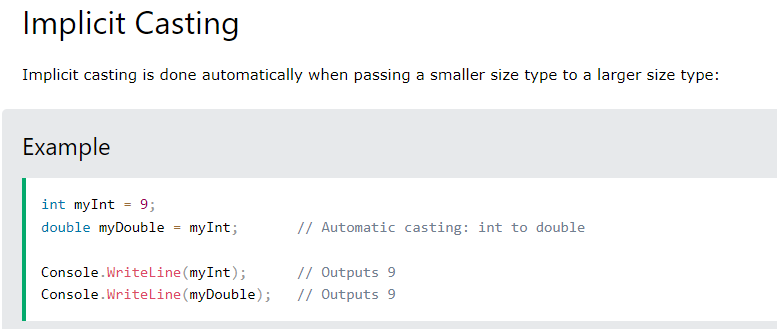 Implicit Casting
Implicit casting is done automatically when passing a smaller size type to a larger size type:
Example
int myInt = 9;
double myDouble = myInt;       // Automatic casting: int to double
Console.WriteLine(myInt);      // Outputs 9
Console.WriteLine(myDouble);   // Outputs 9